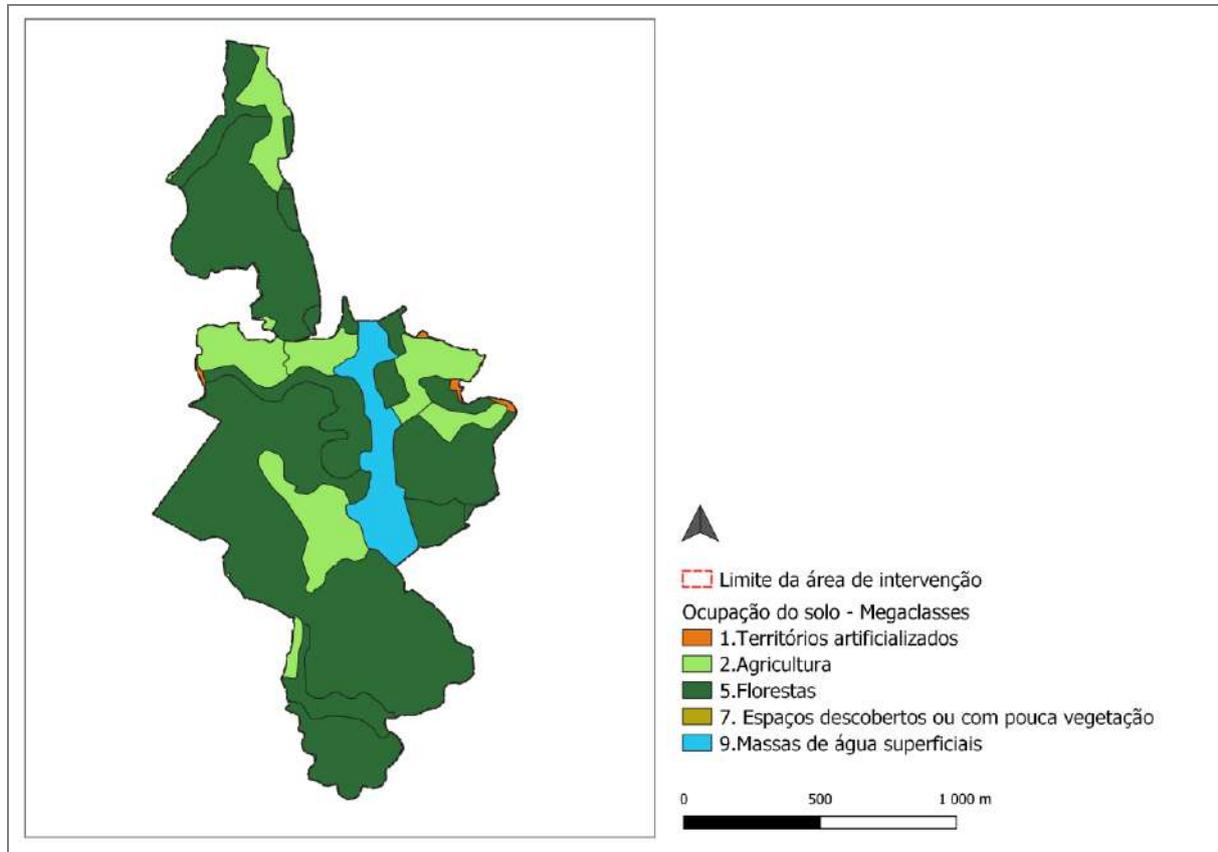 Limite da área de intervenção
Ocupação do solo - Megaclasses
1.Territórios artificializados
2.Agricultura
5.Florestas
7. Espaços descobertos ou com pouca vegetação
9.Massas de água superficiais
0 500 1 000 m